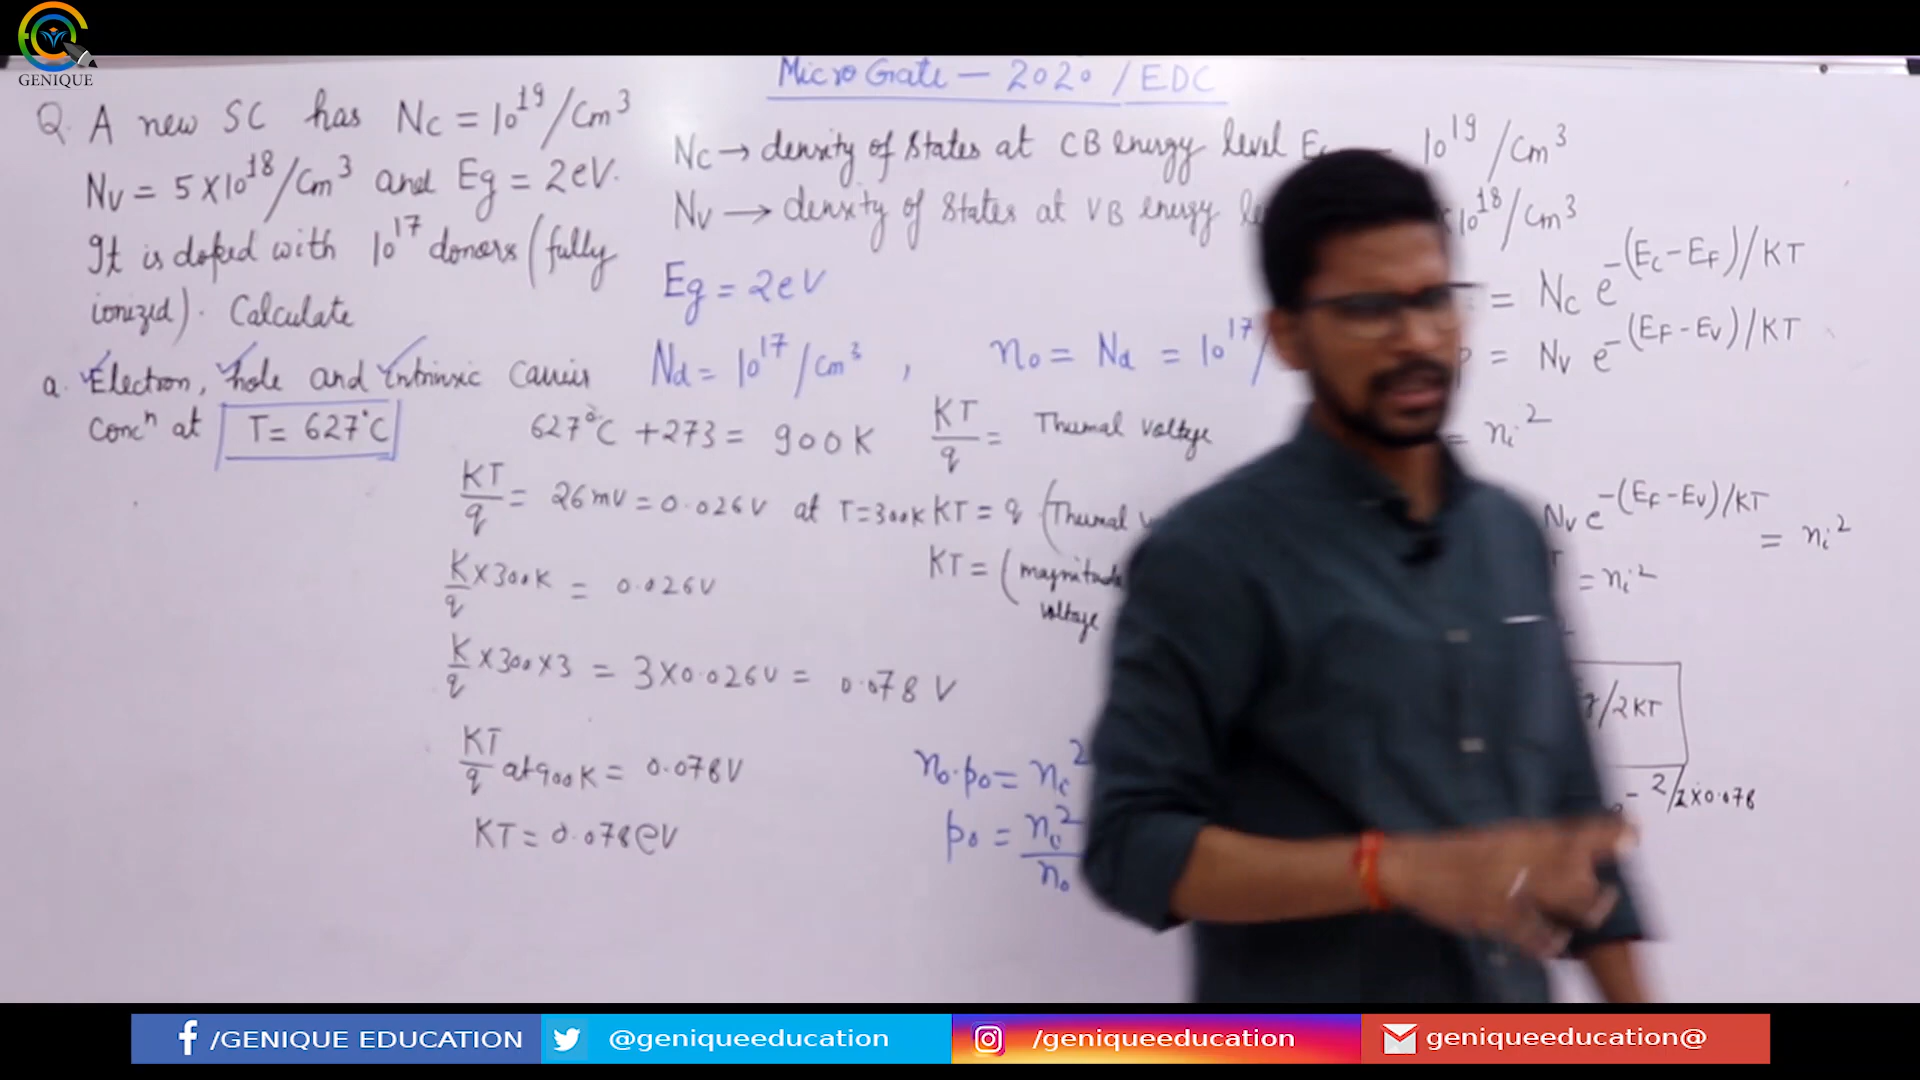 GENIQUE
Micro Gate - 2020 / EDC
Q. A new SC has Nc = 10^19/Cm^3
Nv = 5×10^18/Cm^3 and Eg = 2eV.
It is doped with 10^17 donors (fully
ionized). Calculate
a. Electron, hole and intrinsic carrier
Conc^n at T = 627°C
Nc → density of States at CB energy level 10^19 /Cm^3
Nv → density of States at VB energy 10^18/Cm^3
Eg = 2eV
= Nc e^-(Ec-EF)/KT
Nd = 10^17/Cm^3 , n0 = Nd = 10^17/
p = Nv e^-(EF-EV)/KT
627°C + 273 = 900K
KT/q = Thermal voltage
= ni^2
KT/q = 26mV = 0.026V at T=300K
KT = q (Thermal
Nv e^-(EF-EV)/KT = ni^2
K/q ×300K = 0.026V
KT = (magnitude
voltage
= ni^2
K/q ×300×3 = 3×0.026V = 0.078 V
/2KT
KT/q at 900K = 0.078V
n0.p0 = ni^2
e^-2/2×0.078
KT = 0.078eV
p0 = ni^2/n0
/GENIQUE EDUCATION
@geniqueeducation
/geniqueeducation
geniqueeducation@